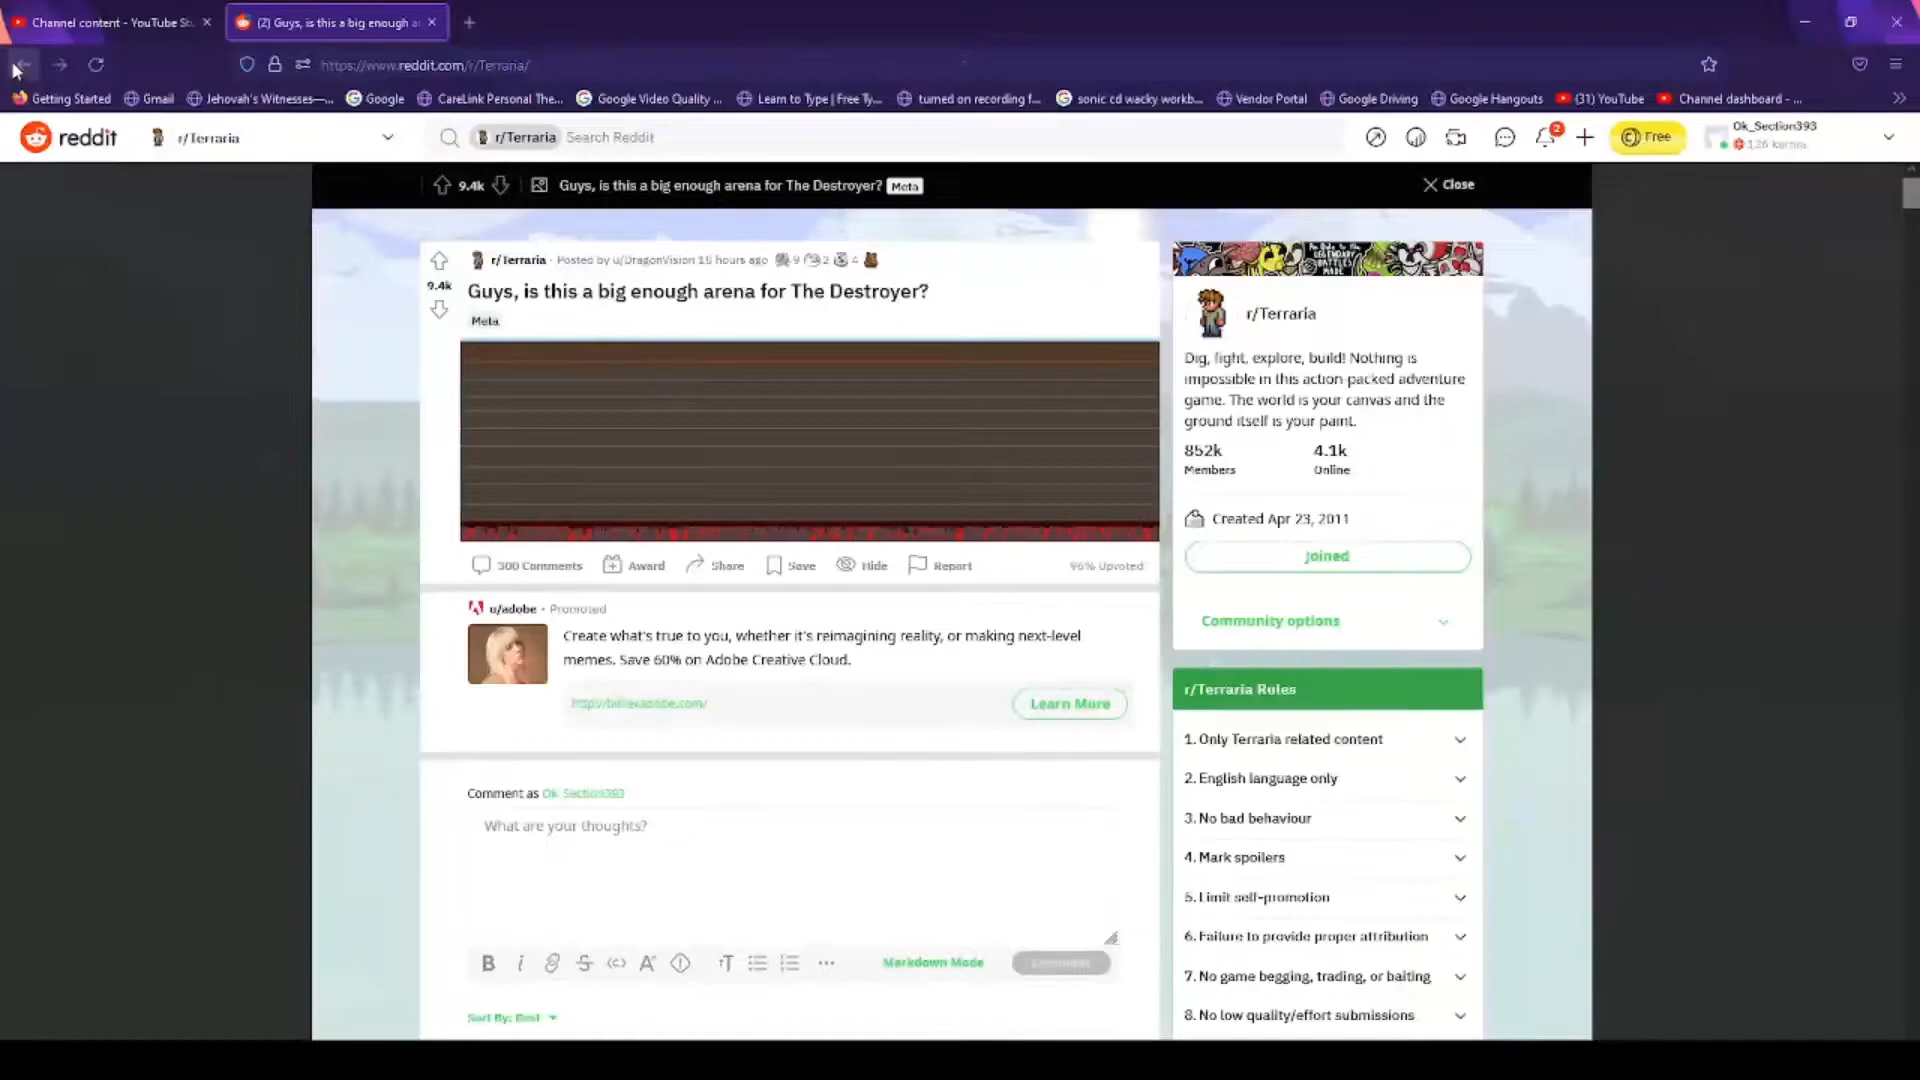 Channel content - YouTube St
(2) Guys, is this a big enough a
https://www.reddit.com/r/Terraria/
Getting Started
Gmail
Jehovah's Witnesses—...
Google
CareLink Personal The...
Google Video Quality ...
Learn to Type | Free Ty...
turned on recording f...
sonic cd wacky workb...
Vendor Portal
Google Driving
Google Hangouts
(31) YouTube
Channel dashboard - ...
reddit
r/Terraria
r/Terraria Search Reddit
2
Free
Ok_Section393
126 karma
9.4k
Guys, is this a big enough arena for The Destroyer? Meta
Close
r/Terraria · Posted by u/DragonVision 15 hours ago 9 2 4
9.4k
Guys, is this a big enough arena for The Destroyer?
Meta
300 Comments Award Share Save Hide Report 96% Upvoted
u/adobe · Promoted
Create what's true to you, whether it's reimagining reality, or making next-level
memes. Save 60% on Adobe Creative Cloud.
Learn More
Comment as Ok_Section393
What are your thoughts?
Markdown Mode
Comment
Sort By: Best
LEGENDARY
BATTLES
MADE
r/Terraria
Dig, fight, explore, build! Nothing is
impossible in this action-packed adventure
game. The world is your canvas and the
ground itself is your paint.
852k
Members
4.1k
Online
Created Apr 23, 2011
Joined
Community options
r/Terraria Rules
1. Only Terraria related content
2. English language only
3. No bad behaviour
4. Mark spoilers
5. Limit self-promotion
6. Failure to provide proper attribution
7. No game begging, trading, or baiting
8. No low quality/effort submissions